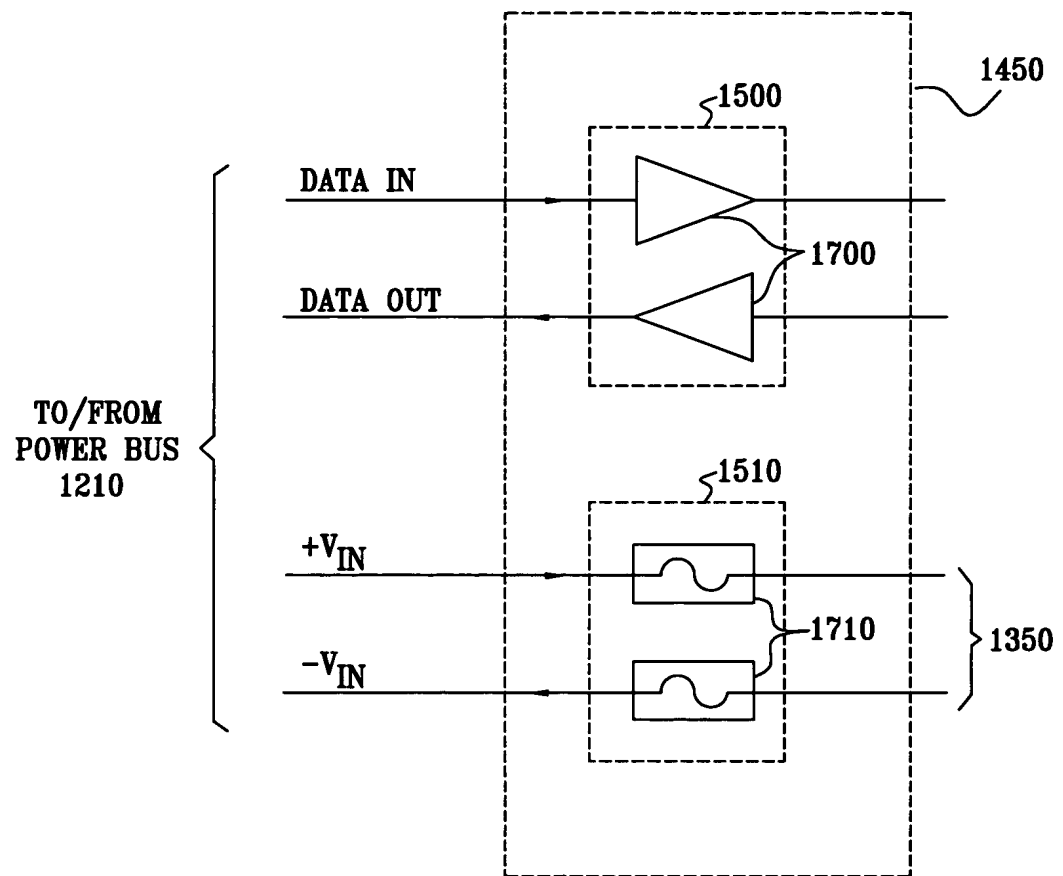 1450
1500
DATA IN
1700
DATA OUT
TO/FROM
POWER BUS
1210
1510
+VIN
1710
1350
-VIN